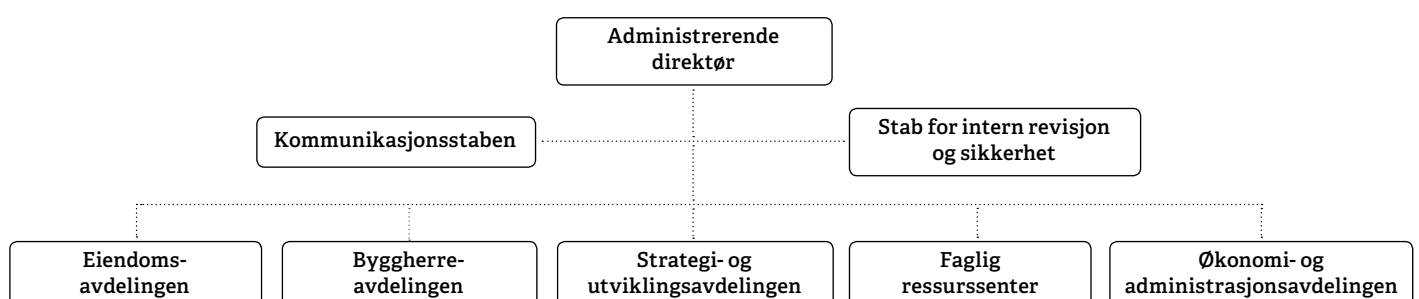 Administrerende
direktør
Kommunikasjonsstaben
Stab for intern revisjon
og sikkerhet
Eiendoms-
avdelingen
Byggherre-
avdelingen
Strategi- og
utviklingsavdelingen
Faglig
ressurssenter
Økonomi- og
administrasjonsavdelingen